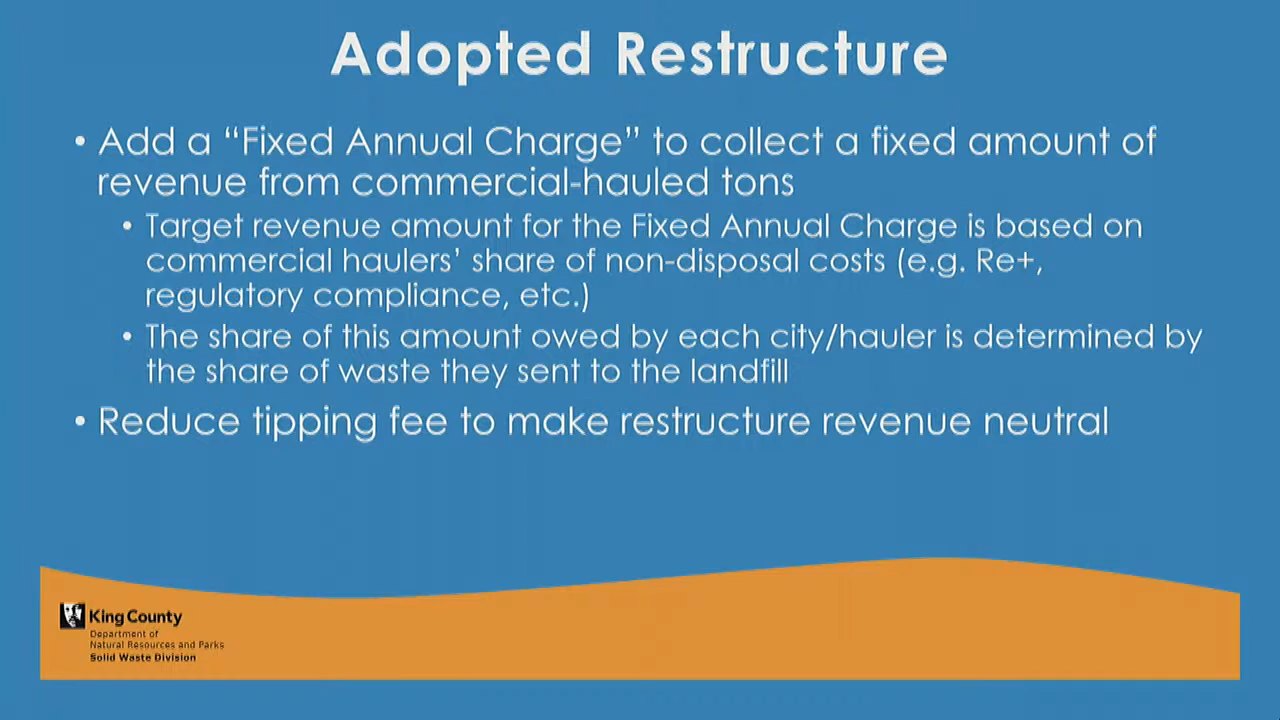 Adopted Restructure
• Add a “Fixed Annual Charge” to collect a fixed amount of
revenue from commercial-hauled tons
• Target revenue amount for the Fixed Annual Charge is based on
commercial haulers’ share of non-disposal costs (e.g. Re+,
regulatory compliance, etc.)
• The share of this amount owed by each city/hauler is determined by
the share of waste they sent to the landfill
• Reduce tipping fee to make restructure revenue neutral
King County
Department of
Natural Resources and Parks
Solid Waste Division